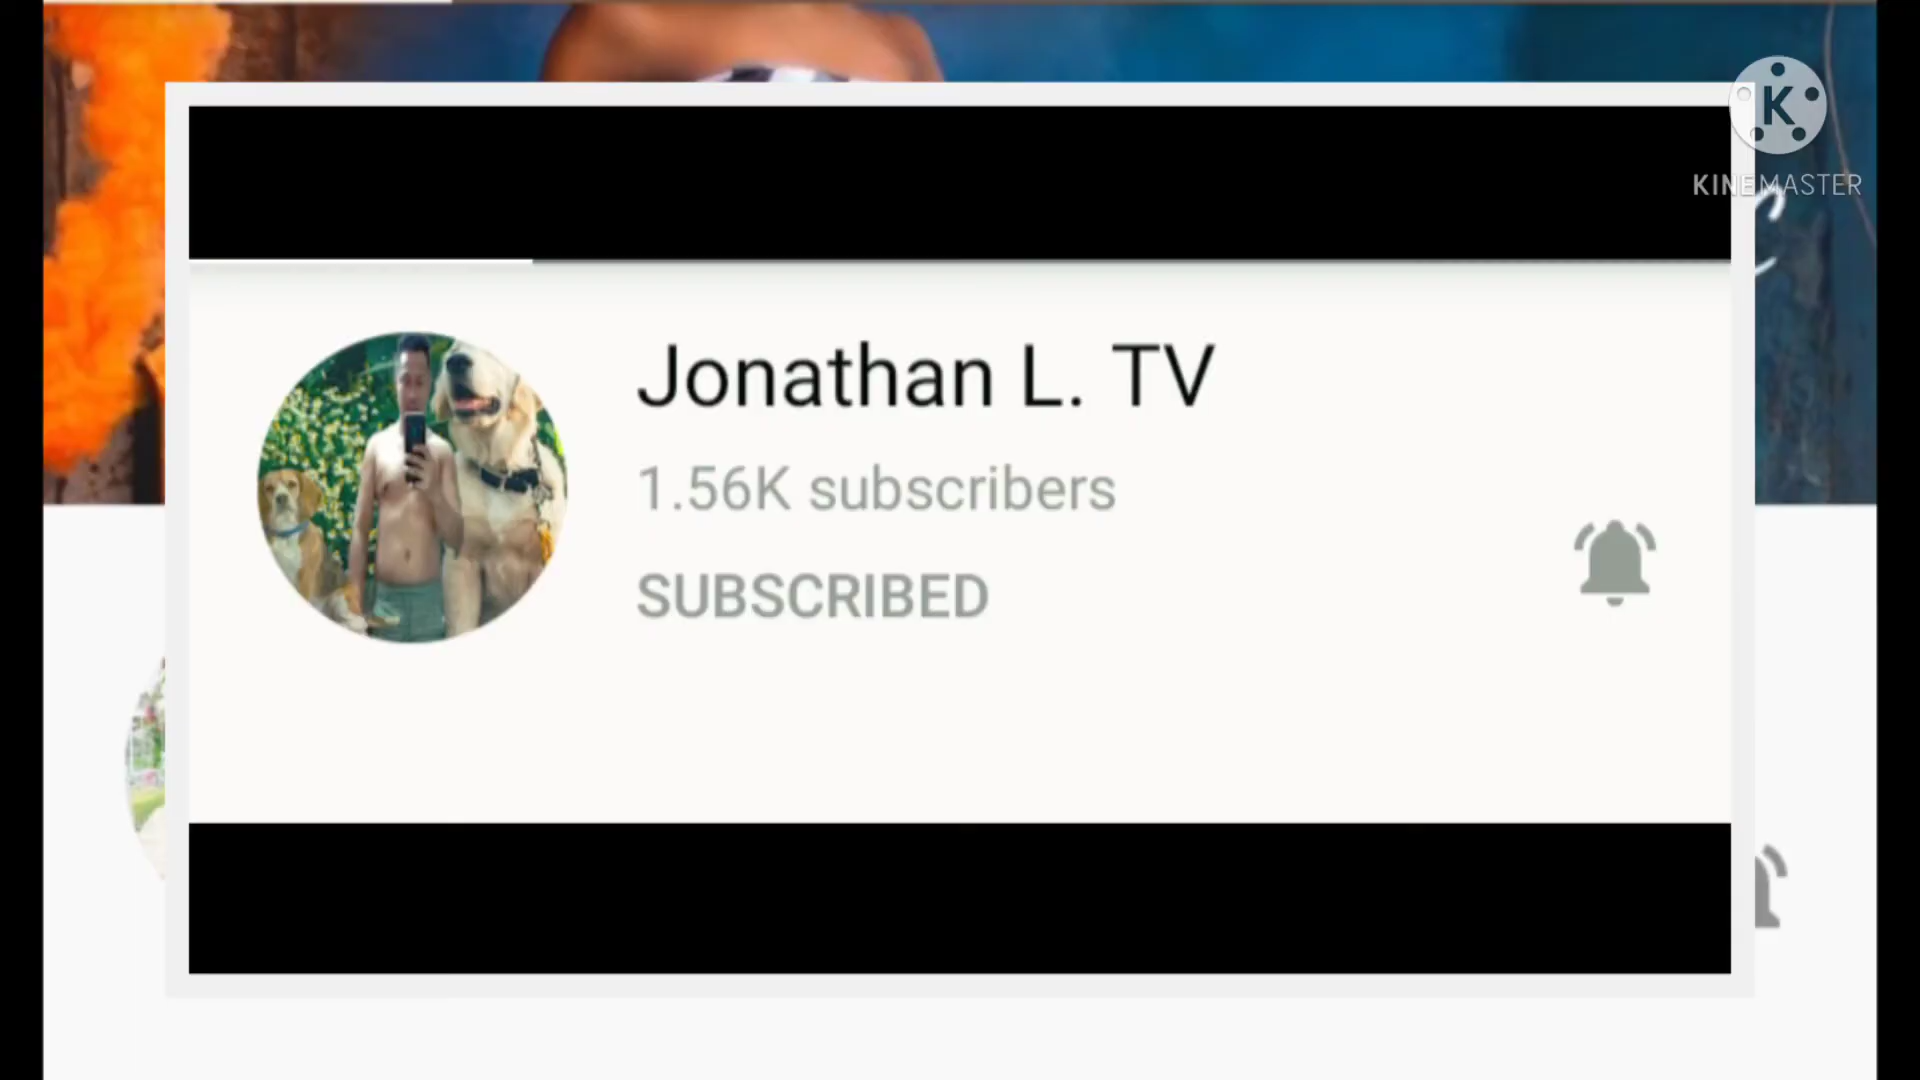 K
KINEMASTER
Jonathan L. TV
1.56K subscribers
SUBSCRIBED